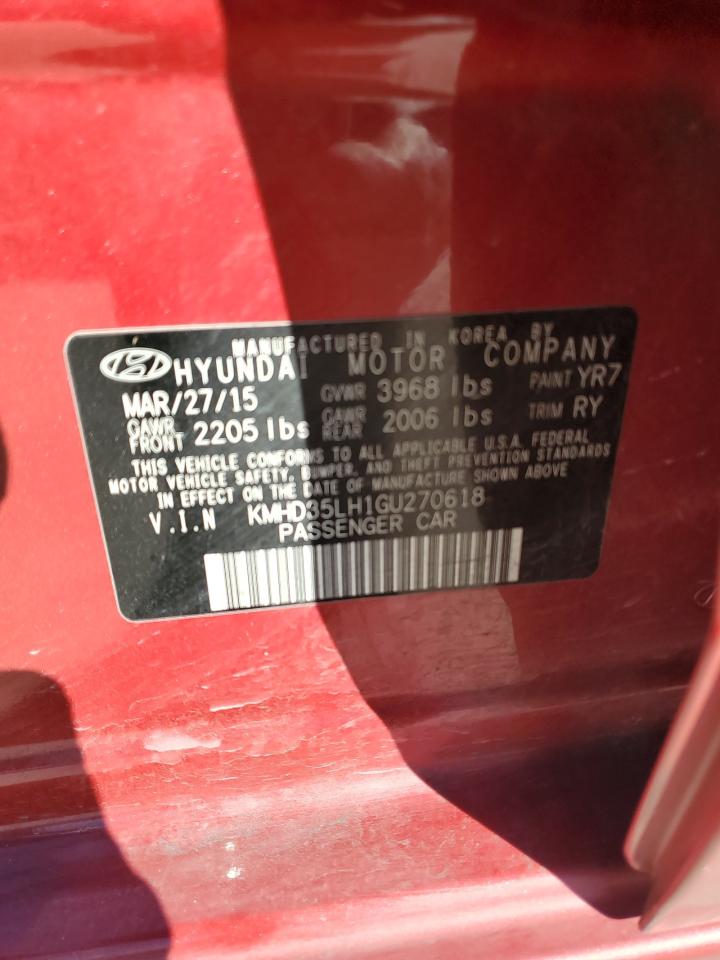 MANUFACTURED IN KOREA BY
HYUNDAI MOTOR COMPANY
MAR/27/15 GVWR 3968 lbs PAINT YR7
GAWR FRONT 2205 lbs GAWR REAR 2006 lbs TRIM RY
THIS VEHICLE CONFORMS TO ALL APPLICABLE U.S.A. FEDERAL
MOTOR VEHICLE SAFETY, BUMPER, AND THEFT PREVENTION STANDARDS
IN EFFECT ON THE DATE OF MANUFACTURE SHOWN ABOVE
V.I.N KMHD35LH1GU270618
PASSENGER CAR